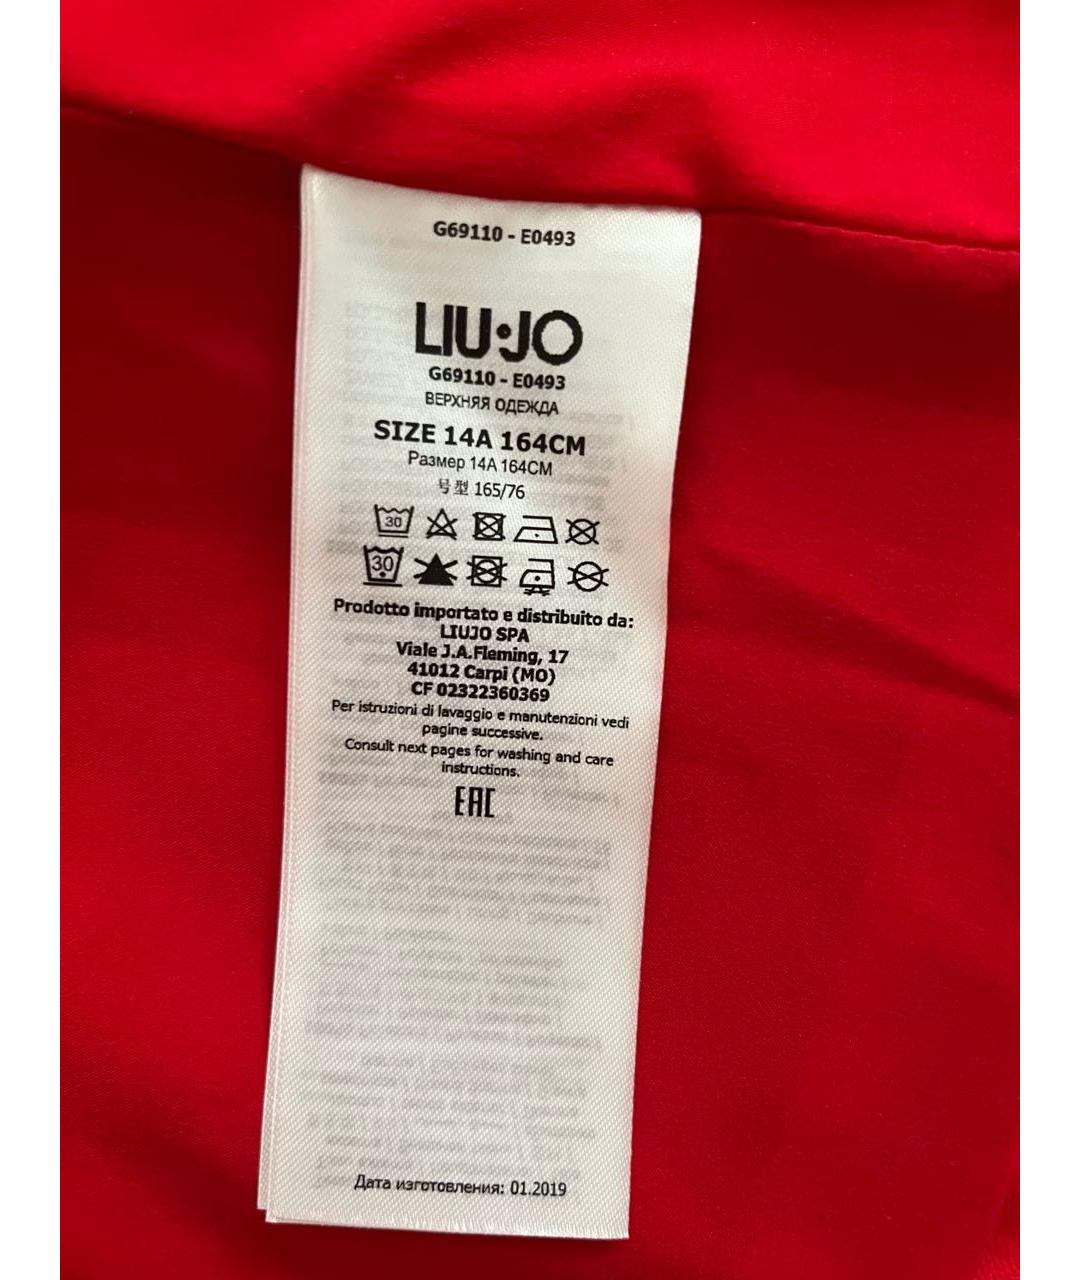 G69110 - E0493
LIU·JO
G69110 - E0493
ВЕРХНЯЯ ОДЕЖДА
SIZE 14A 164CM
Размер 14A 164CM
号型 165/76
30
30
Prodotto importato e distribuito da:
LIUJO SPA
Viale J.A.Fleming, 17
41012 Carpi (MO)
CF 02322360369
Per istruzioni di lavaggio e manutenzioni vedi
pagine successive.
Consult next pages for washing and care
instructions.
EAC
Дата изготовления: 01.2019